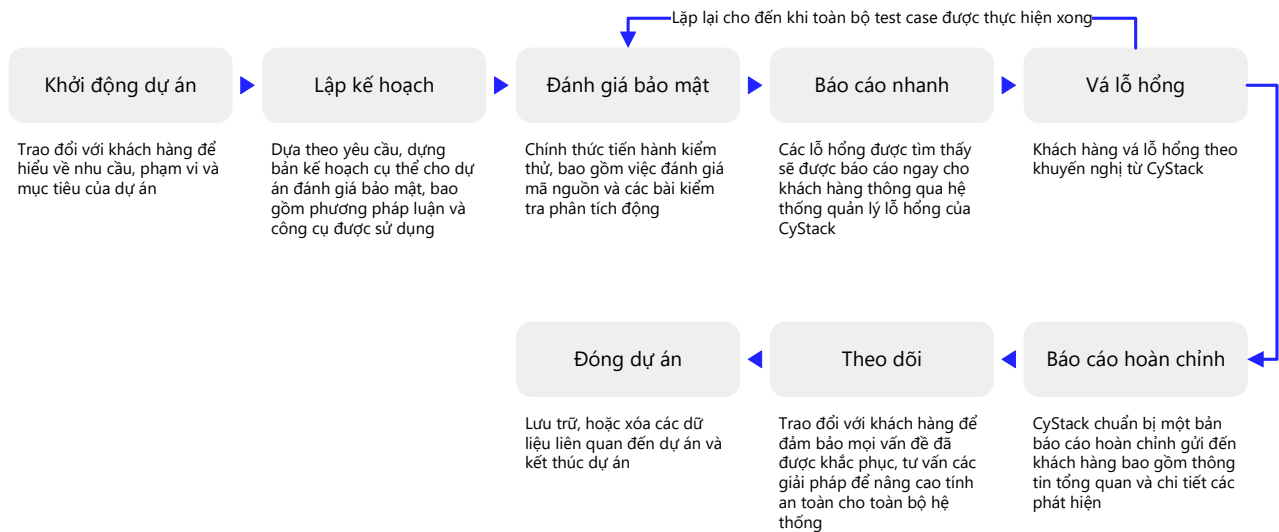 Lặp lại cho đến khi toàn bộ test case được thực hiện xong
Khởi động dự án
Trao đổi với khách hàng để
hiểu về nhu cầu, phạm vi và
mục tiêu của dự án
Lập kế hoạch
Dựa theo yêu cầu, dựng
bản kế hoạch cụ thể cho dự
án đánh giá bảo mật, bao
gồm phương pháp luận và
công cụ được sử dụng
Đánh giá bảo mật
Chính thức tiến hành kiểm
thử, bao gồm việc đánh giá
mã nguồn và các bài kiểm
tra phân tích động
Báo cáo nhanh
Các lỗ hổng được tìm thấy
sẽ được báo cáo ngay cho
khách hàng thông qua hệ
thống quản lý lỗ hổng của
CyStack
Vá lỗ hổng
Khách hàng vá lỗ hổng theo
khuyến nghị từ CyStack
Báo cáo hoàn chỉnh
CyStack chuẩn bị một bản
báo cáo hoàn chỉnh gửi đến
khách hàng bao gồm thông
tin tổng quan và chi tiết các
phát hiện
Theo dõi
Trao đổi với khách hàng để
đảm bảo mọi vấn đề đã
được khắc phục, tư vấn các
giải pháp để nâng cao tính
an toàn cho toàn bộ hệ
thống
Đóng dự án
Lưu trữ, hoặc xóa các dữ
liệu liên quan đến dự án và
kết thúc dự án